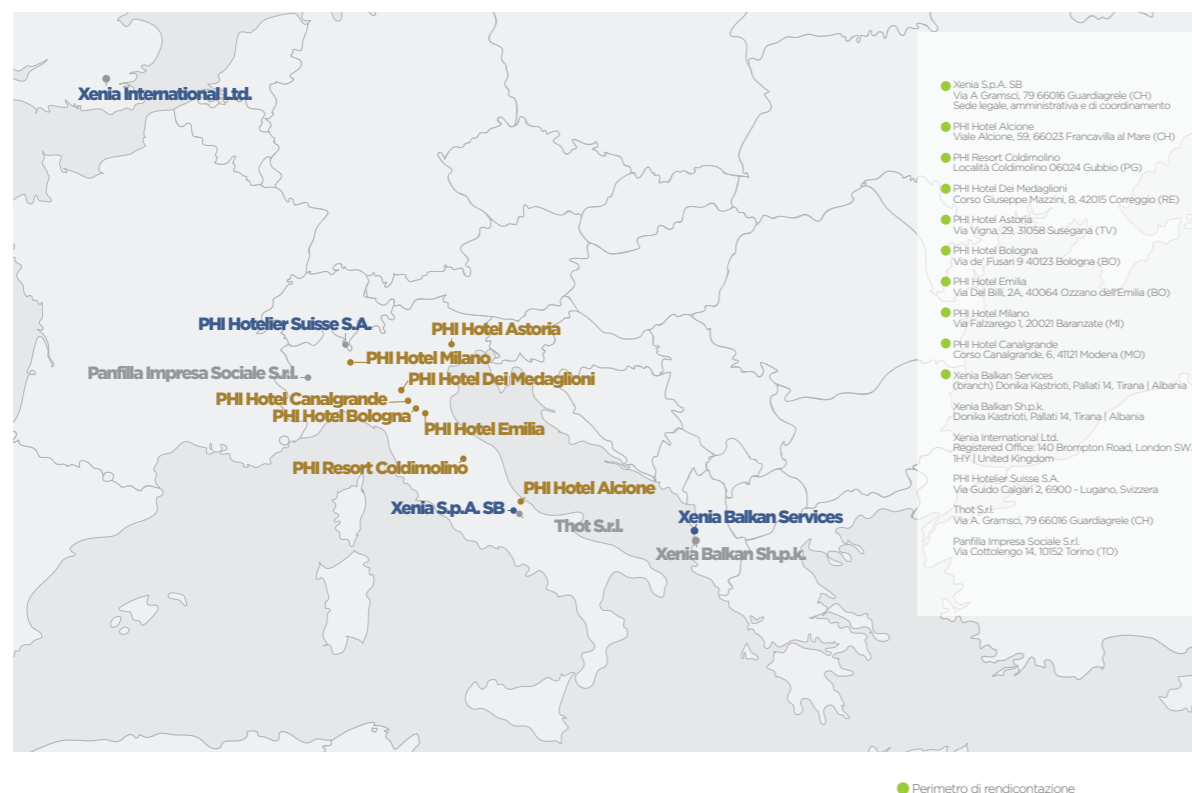 Xenia International Ltd.
PHI Hotelier Suisse S.A.
PHI Hotel Astoria
PHI Hotel Milano
Panfilla Impresa Sociale S.r.l.
PHI Hotel Dei Medaglioni
PHI Hotel Canalgrande
PHI Hotel Bologna
PHI Hotel Emilia
PHI Resort Coldimolino
PHI Hotel Alcione
Xenia S.p.A. SB
Thot S.r.l.
Xenia Balkan Services
Xenia Balkan Sh.p.k.
Xenia S.p.A. SB
Via A Gramsci, 79 66016 Guardiagrele (CH)
Sede legale, amministrativa e di coordinamento
PHI Hotel Alcione
Viale Alcione, 59, 66023 Francavilla al Mare (CH)
PHI Resort Coldimolino
Località Coldimolino 06024 Gubbio (PG)
PHI Hotel Dei Medaglioni
Corso Giuseppe Mazzini, 8, 42015 Correggio (RE)
PHI Hotel Astoria
Via Vigna, 29, 31058 Susegana (TV)
PHI Hotel Bologna
Via de' Fusari 9 40123 Bologna (BO)
PHI Hotel Emilia
Via Del Billi, 2A, 40064 Ozzano dell'Emilia (BO)
PHI Hotel Milano
Via Falzarego 1, 20021 Baranzate (MI)
PHI Hotel Canalgrande
Corso Canalgrande, 6, 41121 Modena (MO)
Xenia Balkan Services
(branch) Donika Kastrioti, Pallati 14, Tirana | Albania
Xenia Balkan Sh.p.k.
Donika Kastrioti, Pallati 14, Tirana | Albania
Xenia International Ltd.
Registered Office: 140 Brompton Road, London
1HY | United Kingdom
PHI Hotelier Suisse S.A.
Via Guido Calgari 2, 6900 - Lugano, Svizzera
Thot S.r.l.
Via A. Gramsci, 79 66016 Guardiagrele (CH)
Panfilla Impresa Sociale S.r.l.
Via Cottolengo 14, 10152 Torino (TO)
Perimetro di rendicontazione